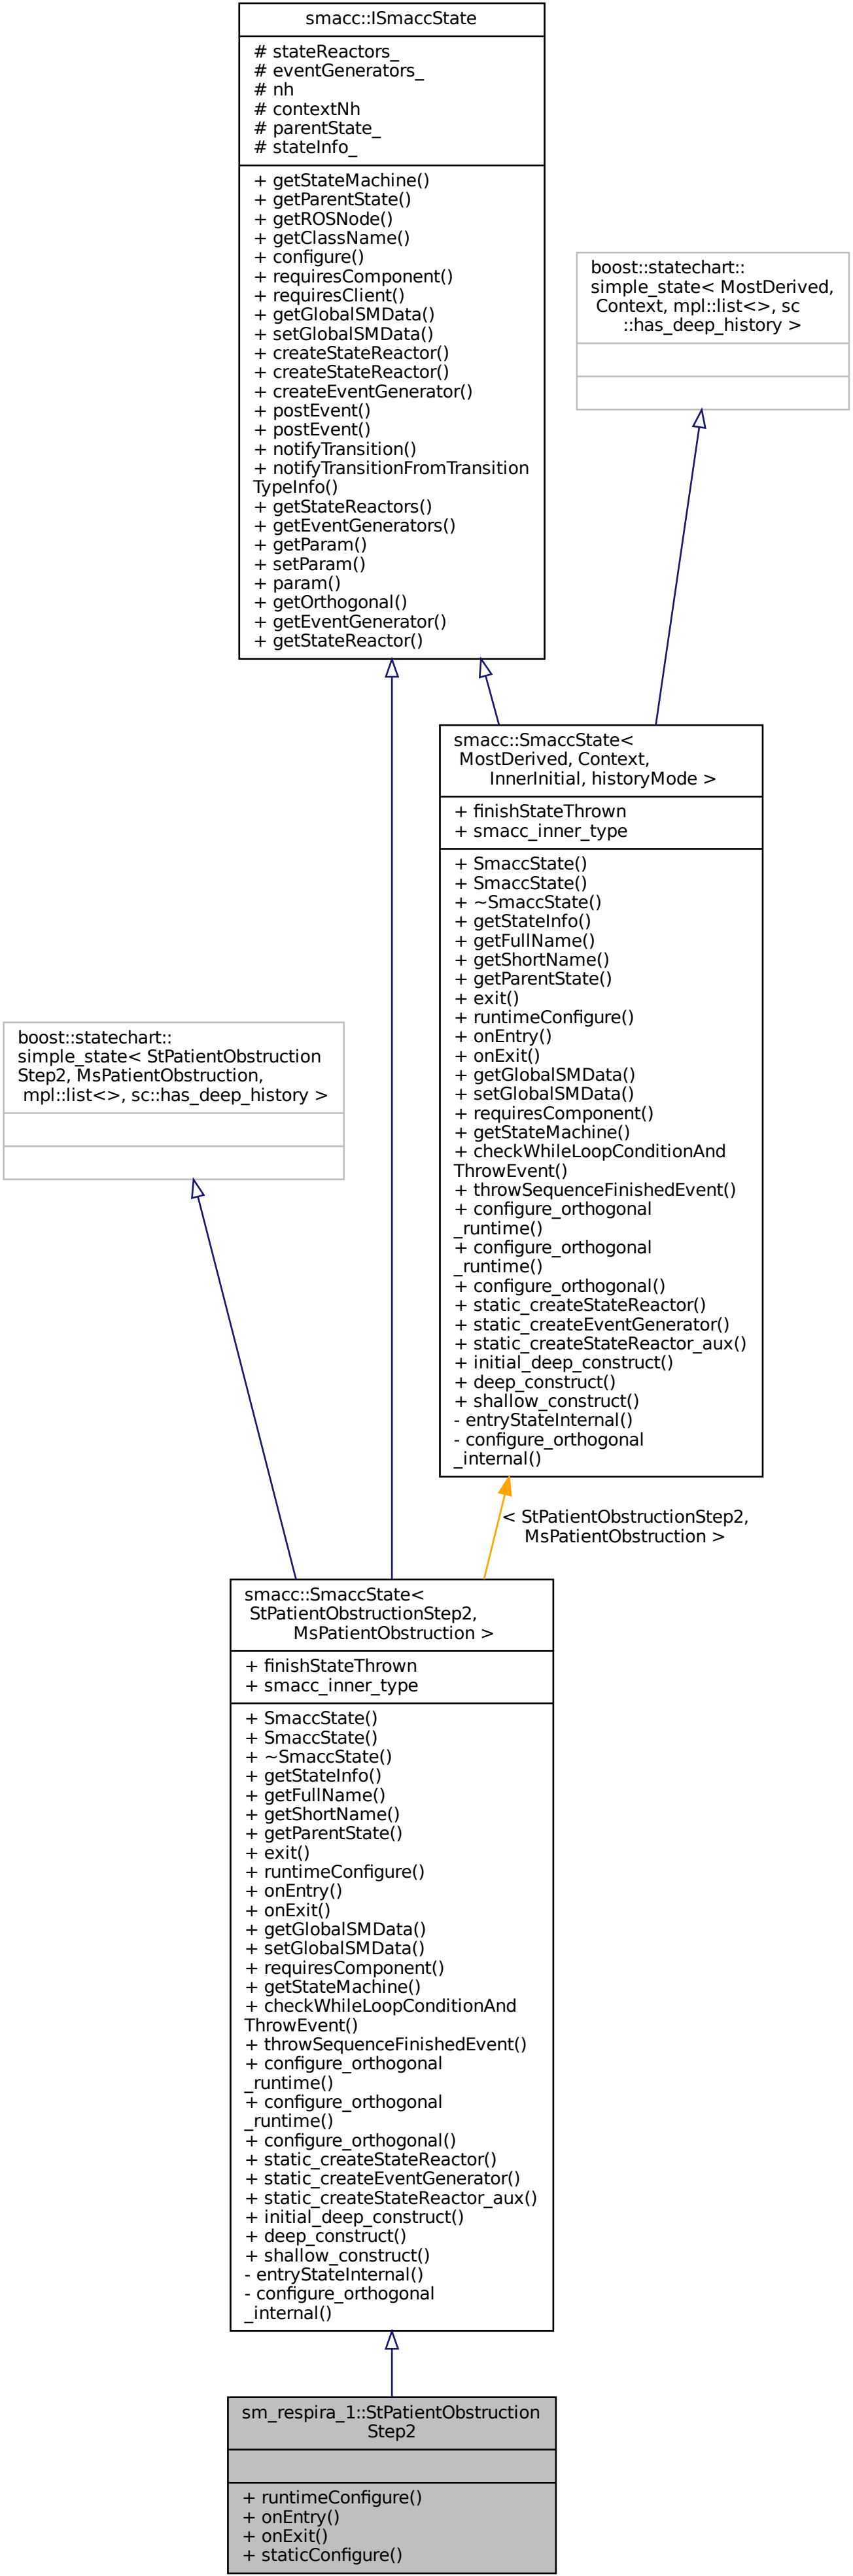 smacc::ISmaccState
# stateReactors_
# eventGenerators_
# nh
# contextNh
# parentState_
# stateInfo_
+ getStateMachine()
+ getParentState()
+ getROSNode()
+ getClassName()
+ configure()
+ requiresComponent()
+ requiresClient()
+ getGlobalSMData()
+ setGlobalSMData()
+ createStateReactor()
+ createStateReactor()
+ createEventGenerator()
+ postEvent()
+ postEvent()
+ notifyTransition()
+ notifyTransitionFromTransition
TypeInfo()
+ getStateReactors()
+ getEventGenerators()
+ getParam()
+ setParam()
+ param()
+ getOrthogonal()
+ getEventGenerator()
+ getStateReactor()
boost::statechart::
simple_state< MostDerived,
Context, mpl::list<>, sc
::has_deep_history >
smacc::SmaccState<
MostDerived, Context,
InnerInitial, historyMode >
+ finishStateThrown
+ smacc_inner_type
+ SmaccState()
+ SmaccState()
+ ~SmaccState()
+ getStateInfo()
+ getFullName()
+ getShortName()
+ getParentState()
+ exit()
+ runtimeConfigure()
+ onEntry()
+ onExit()
+ getGlobalSMData()
+ setGlobalSMData()
+ requiresComponent()
+ getStateMachine()
+ checkWhileLoopConditionAnd
ThrowEvent()
+ throwSequenceFinishedEvent()
+ configure_orthogonal
_runtime()
+ configure_orthogonal
_runtime()
+ configure_orthogonal()
+ static_createStateReactor()
+ static_createEventGenerator()
+ static_createStateReactor_aux()
+ initial_deep_construct()
+ deep_construct()
+ shallow_construct()
- entryStateInternal()
- configure_orthogonal
_internal()
boost::statechart::
simple_state< StPatientObstruction
Step2, MsPatientObstruction,
mpl::list<>, sc::has_deep_history >
< StPatientObstructionStep2,
MsPatientObstruction >
smacc::SmaccState<
StPatientObstructionStep2,
MsPatientObstruction >
+ finishStateThrown
+ smacc_inner_type
+ SmaccState()
+ SmaccState()
+ ~SmaccState()
+ getStateInfo()
+ getFullName()
+ getShortName()
+ getParentState()
+ exit()
+ runtimeConfigure()
+ onEntry()
+ onExit()
+ getGlobalSMData()
+ setGlobalSMData()
+ requiresComponent()
+ getStateMachine()
+ checkWhileLoopConditionAnd
ThrowEvent()
+ throwSequenceFinishedEvent()
+ configure_orthogonal
_runtime()
+ configure_orthogonal
_runtime()
+ configure_orthogonal()
+ static_createStateReactor()
+ static_createEventGenerator()
+ static_createStateReactor_aux()
+ initial_deep_construct()
+ deep_construct()
+ shallow_construct()
- entryStateInternal()
- configure_orthogonal
_internal()
sm_respira_1::StPatientObstruction
Step2
+ runtimeConfigure()
+ onEntry()
+ onExit()
+ staticConfigure()